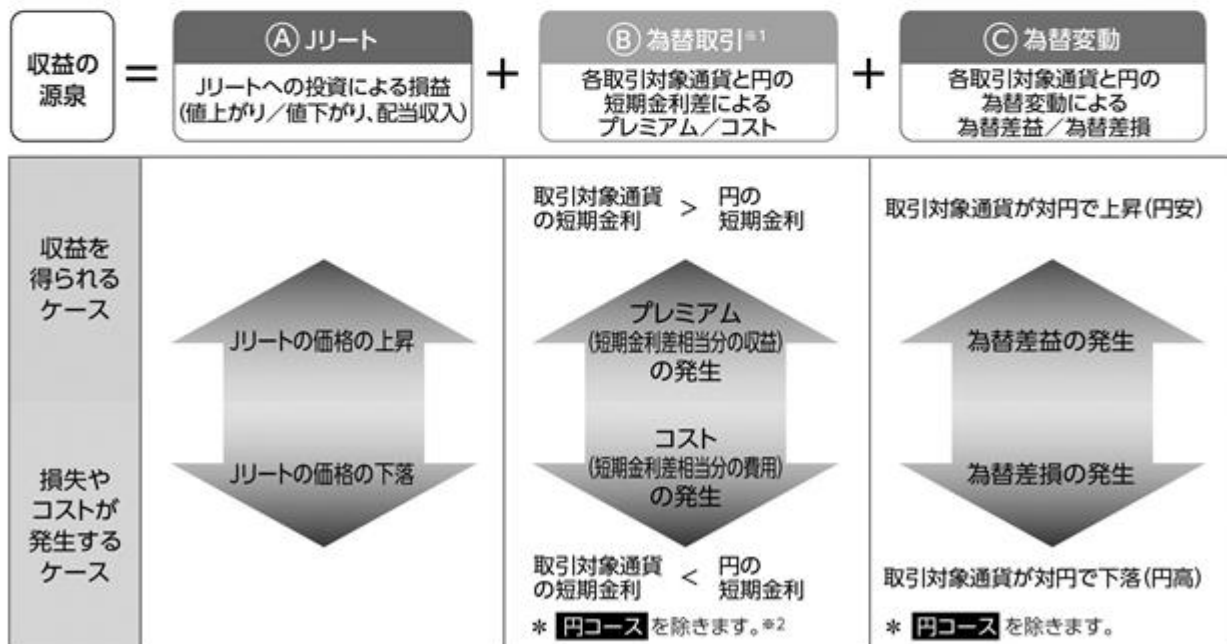 収益の
源泉
=
Ⓐ Jリート
Jリートへの投資による損益
(値上がり/値下がり、配当収入)
+
Ⓑ 為替取引※1
各取引対象通貨と円の
短期金利差による
プレミアム/コスト
+
Ⓒ 為替変動
各取引対象通貨と円の
為替変動による
為替差益/為替差損
収益を
得られる
ケース
損失や
コストが
発生する
ケース
Jリートの価格の上昇
Jリートの価格の下落
取引対象通貨 > 円の
の短期金利 短期金利
プレミアム
(短期金利差相当分の収益)
の発生
コスト
(短期金利差相当分の費用)
の発生
取引対象通貨 < 円の
の短期金利 短期金利
* 円コース を除きます。※2
取引対象通貨が対円で上昇(円安)
為替差益の発生
為替差損の発生
取引対象通貨が対円で下落(円高)
* 円コース を除きます。